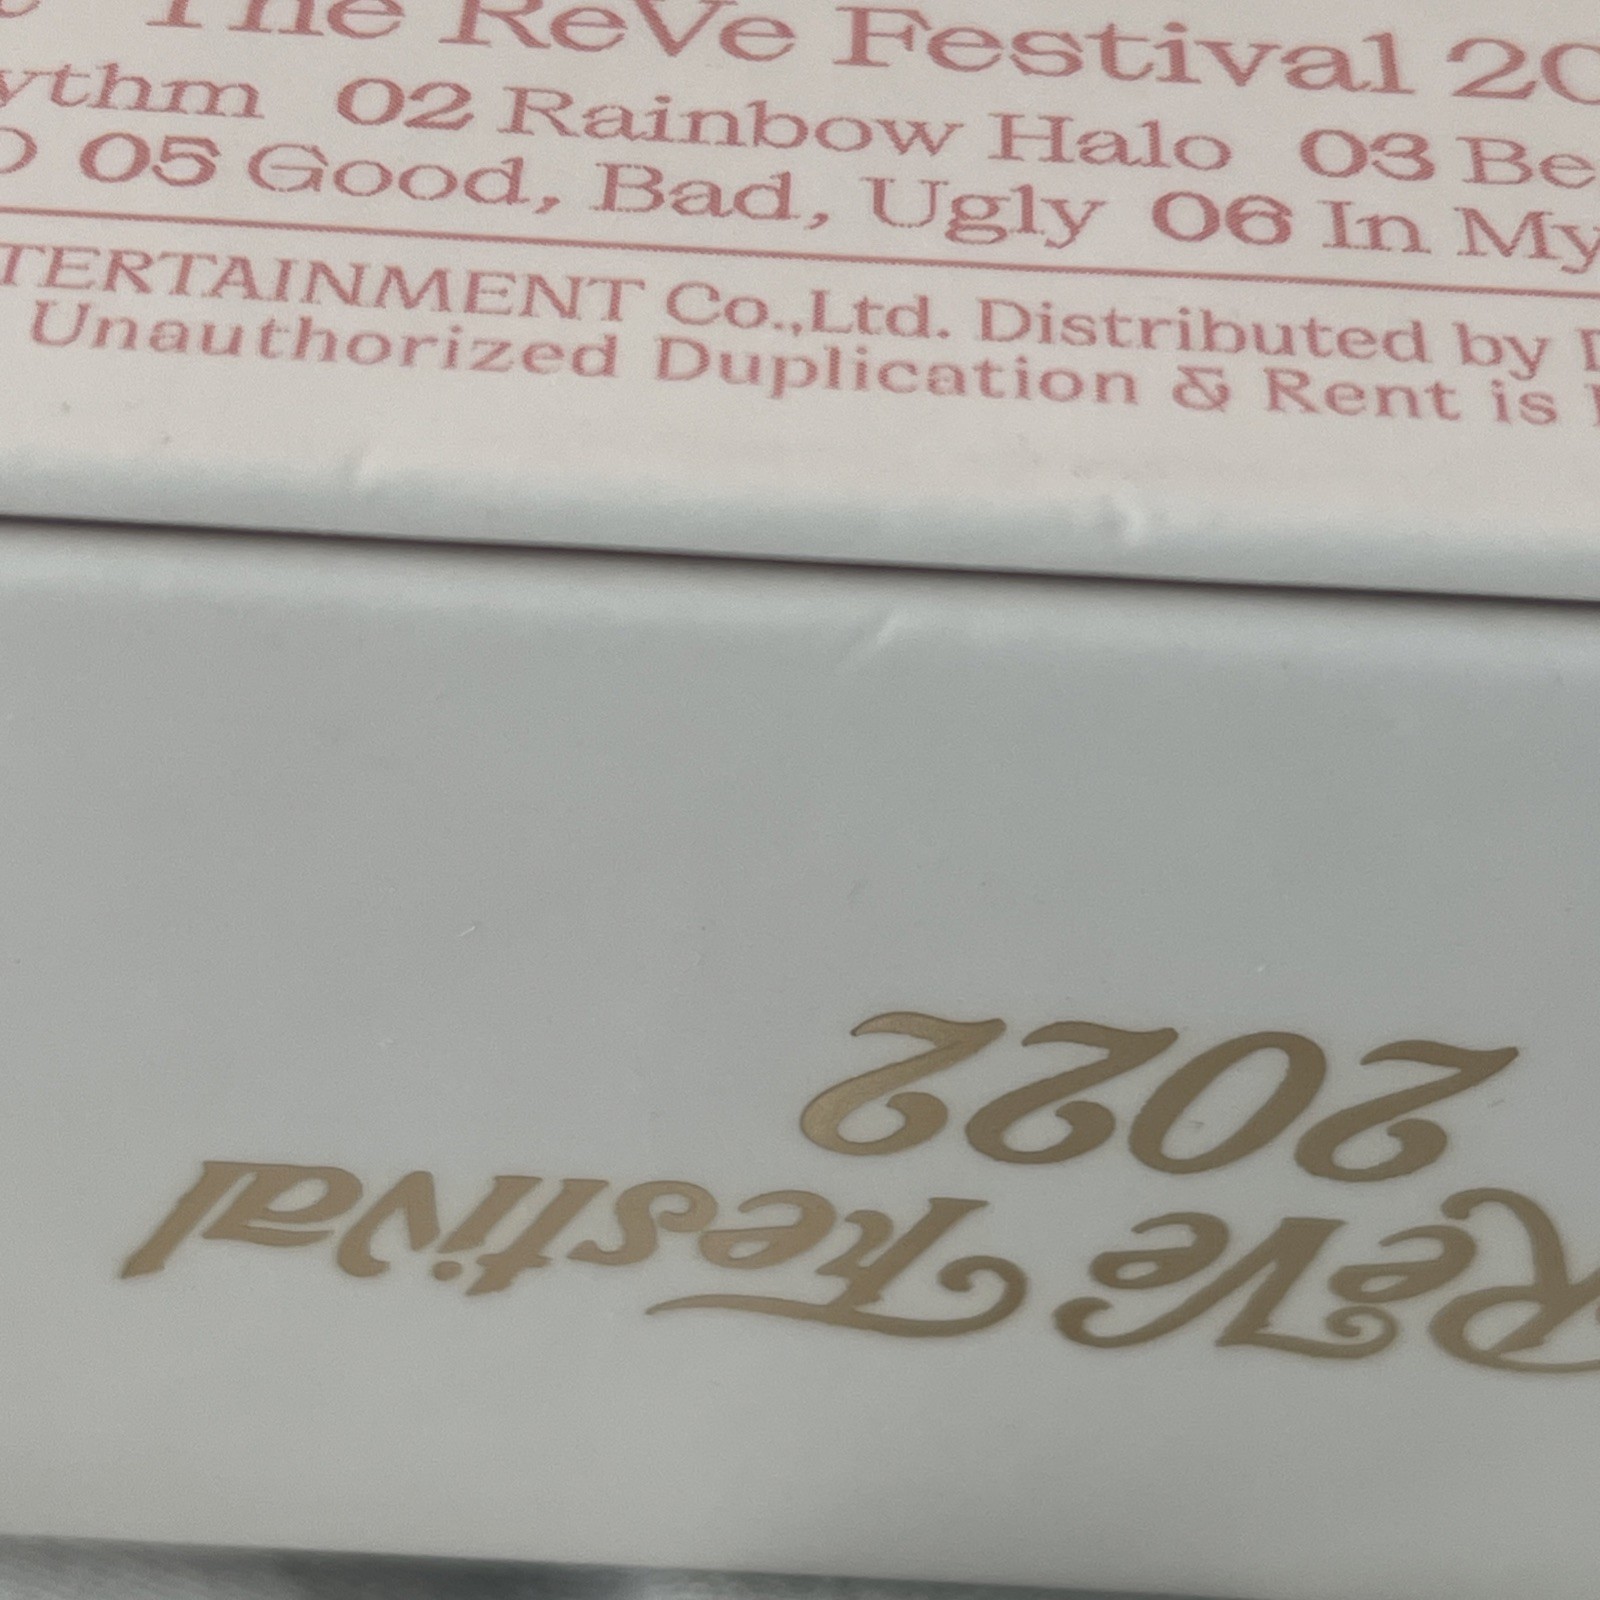 The ReVe Festival 20
ythm 02 Rainbow Halo 03 Be
05 Good, Bad, Ugly 06 In My
TERTAINMENT Co.,Ltd. Distributed by D
Unauthorized Duplication & Rent is
ReVe Festival
2022